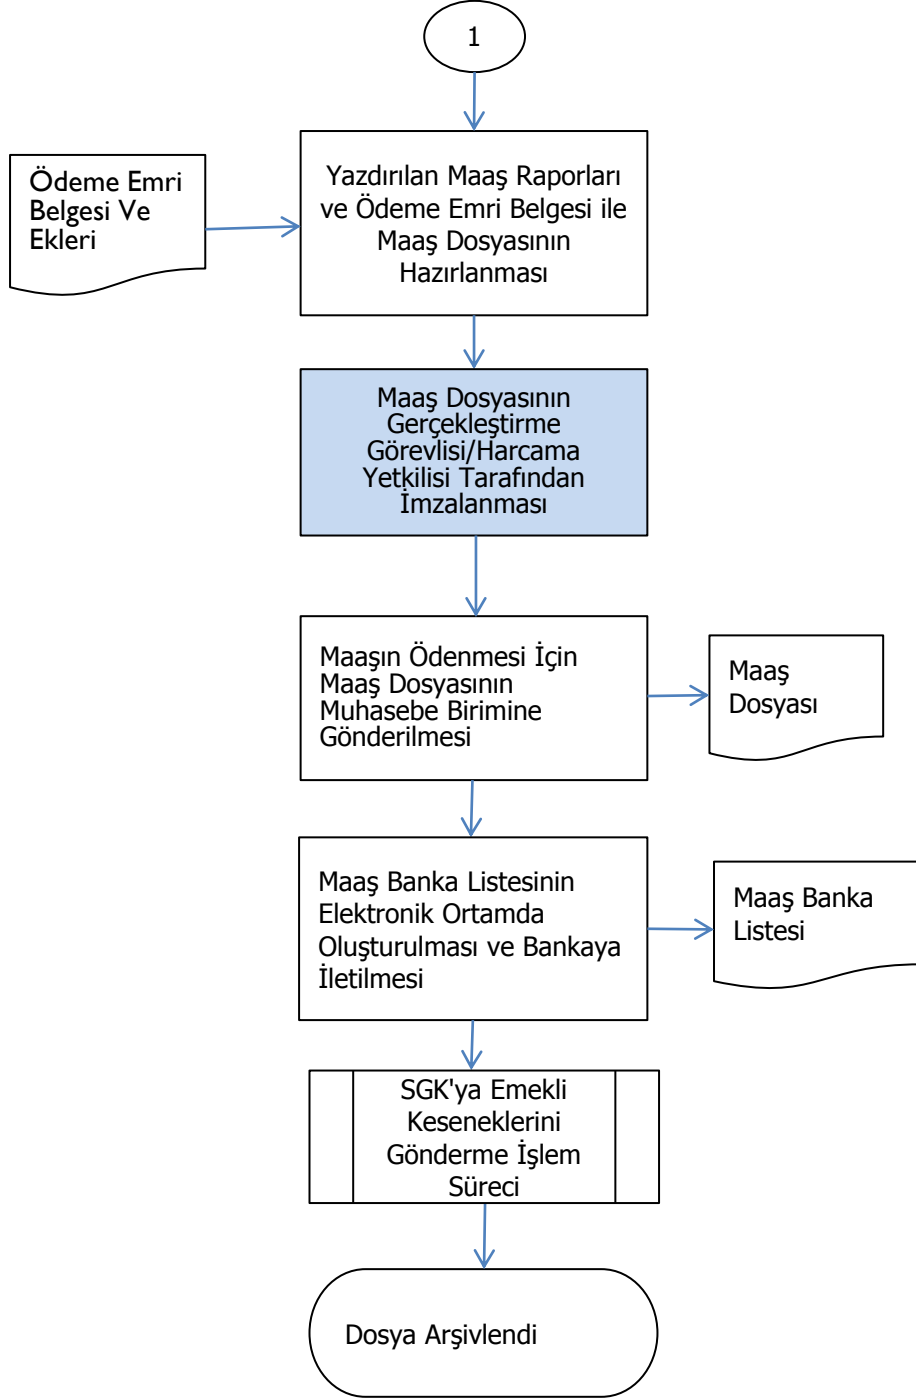 1
Ödeme Emri
Belgesi Ve
Ekleri
Yazdırılan Maaş Raporları
ve Ödeme Emri Belgesi ile
Maaş Dosyasının
Hazırlanması
Maaş Dosyasının
Gerçekleştirme
Görevlisi/Harcama
Yetkilisi Tarafından
İmzalanması
Maaşın Ödenmesi İçin
Maaş Dosyasının
Muhasebe Birimine
Gönderilmesi
Maaş
Dosyası
Maaş Banka Listesinin
Elektronik Ortamda
Oluşturulması ve Bankaya
İletilmesi
Maaş Banka
Listesi
SGK'ya Emekli
Keseneklerini
Gönderme İşlem
Süreci
Dosya Arşivlendi